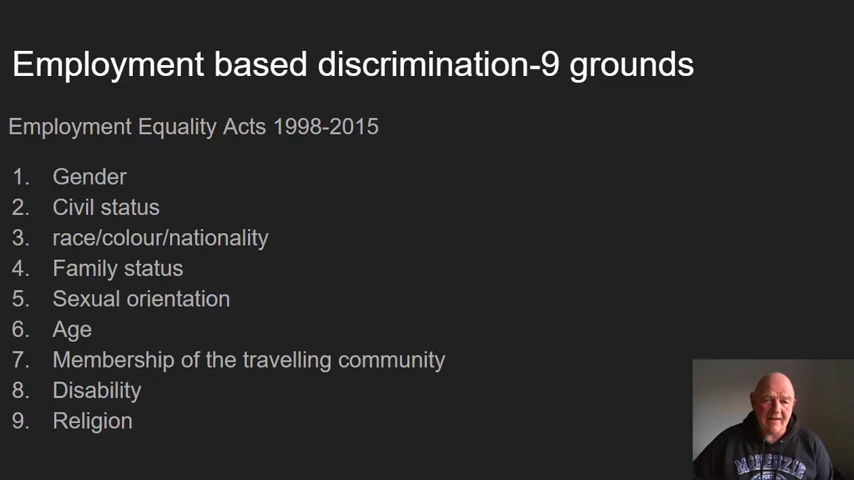 Employment based discrimination-9 grounds
Employment Equality Acts 1998-2015
1. Gender
2. Civil status
3. race/colour/nationality
4. Family status
5. Sexual orientation
6. Age
7. Membership of the travelling community
8. Disability
9. Religion
McKENZIE